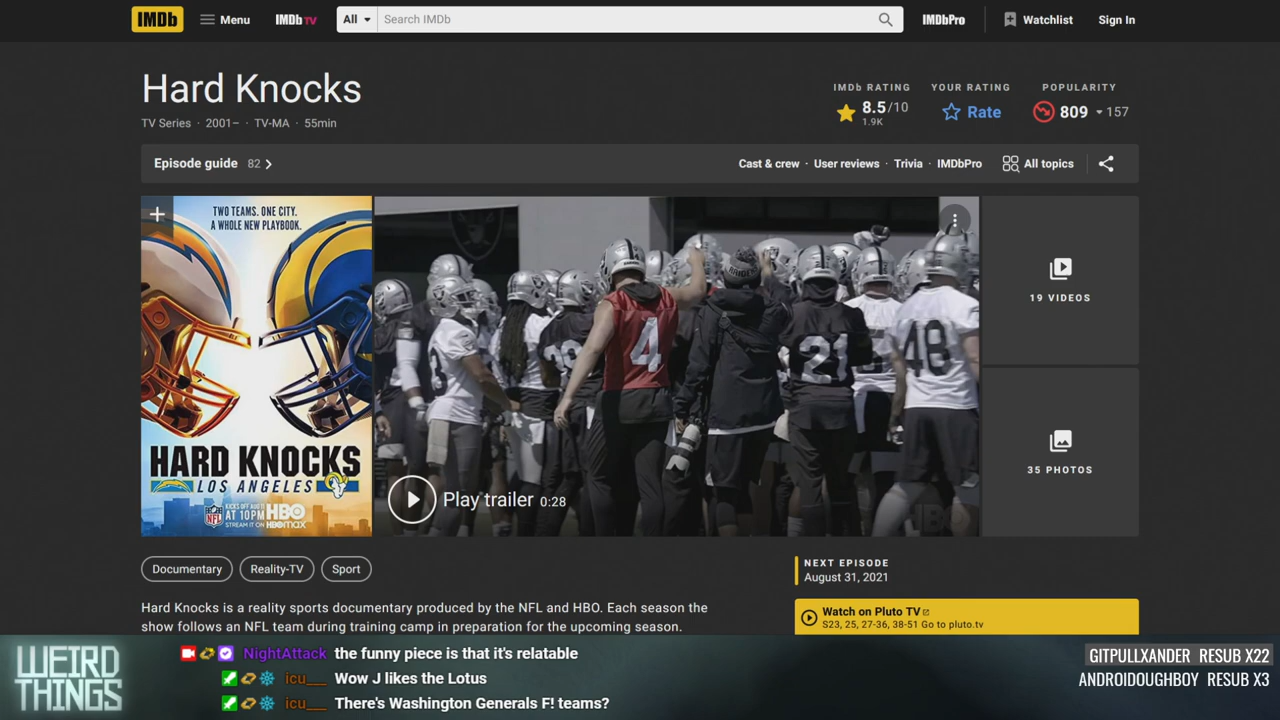 IMDb Menu IMDb TV All Search IMDb IMDbPro Watchlist Sign In
Hard Knocks
TV Series · 2001– · TV-MA · 55min
IMDb RATING YOUR RATING POPULARITY
8.5/10 Rate 809 157
1.9K
Episode guide 82
Cast & crew · User reviews · Trivia · IMDbPro All topics
TWO TEAMS. ONE CITY.
A WHOLE NEW PLAYBOOK.
HARD KNOCKS
LOS ANGELES
NFL
AT 10PM HBO
STREAM IT ON HBOMAX
4
21
48
Play trailer 0:28
19 VIDEOS
35 PHOTOS
Documentary Reality-TV Sport
NEXT EPISODE
August 31, 2021
Hard Knocks is a reality sports documentary produced by the NFL and HBO. Each season the
show follows an NFL team during training camp in preparation for the upcoming season.
Watch on Pluto TV
S23, 25, 27-36, 38-51 Go to pluto.tv
WEIRD
THINGS
NightAttack the funny piece is that it's relatable
icu___ Wow J likes the Lotus
icu___ There's Washington Generals F! teams?
GITPULLXANDER RESUB X22
ANDROIDOUGHBOY RESUB X3